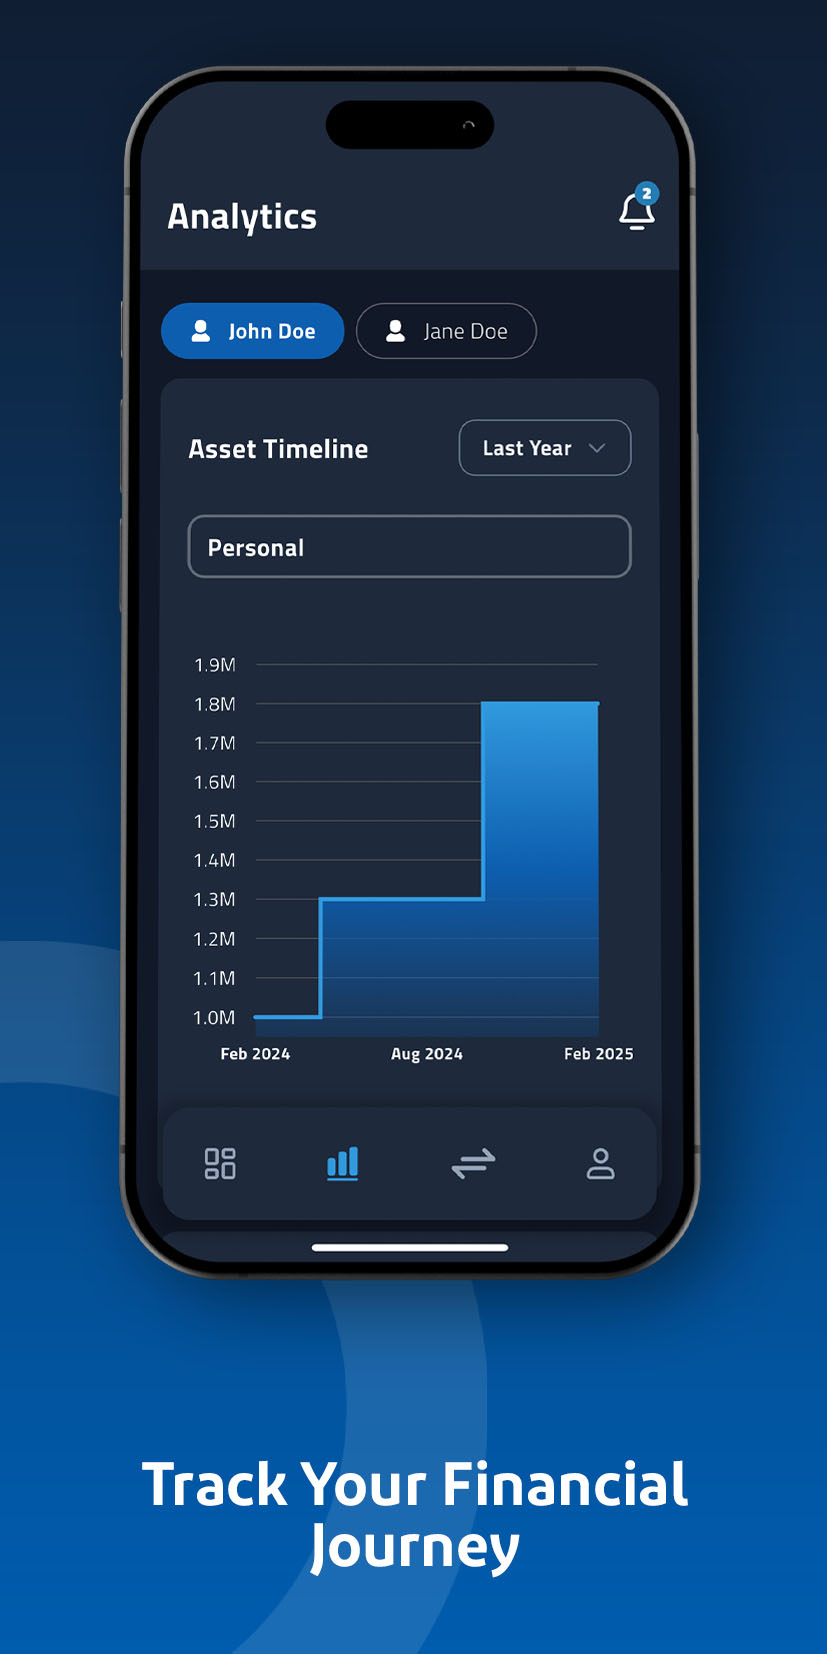 Analytics
2
John Doe
Jane Doe
Asset Timeline
Last Year
Personal
1.9M
1.8M
1.7M
1.6M
1.5M
1.4M
1.3M
1.2M
1.1M
1.0M
Feb 2024 Aug 2024 Feb 2025
Track Your Financial
Journey